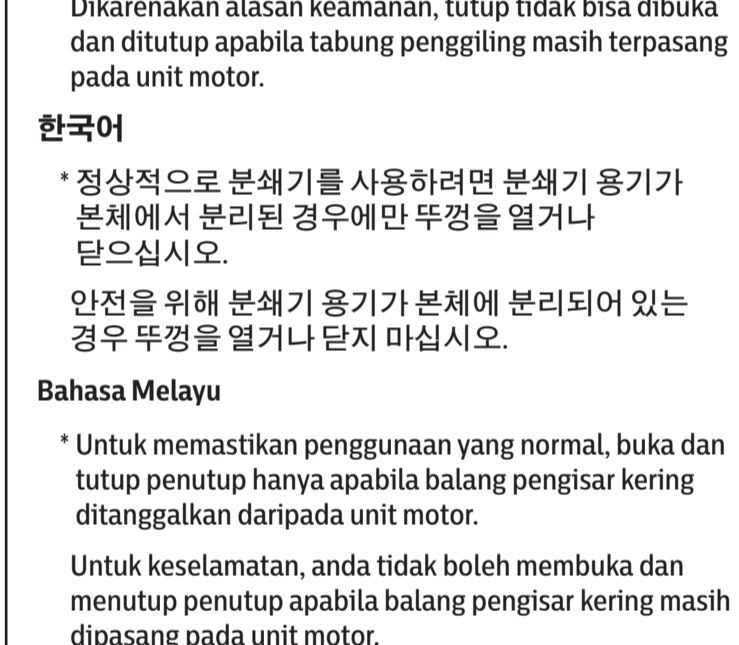 Dikarenakan alasan keamanan, tutup tidak bisa dibuka
dan ditutup apabila tabung penggiling masih terpasang
pada unit motor.
한국어
* 정상적으로 분쇄기를 사용하려면 분쇄기 용기가
본체에서 분리된 경우에만 뚜껑을 열거나
닫으십시오.
안전을 위해 분쇄기 용기가 본체에 분리되어 있는
경우 뚜껑을 열거나 닫지 마십시오.
Bahasa Melayu
* Untuk memastikan penggunaan yang normal, buka dan
tutup penutup hanya apabila balang pengisar kering
ditanggalkan daripada unit motor.
Untuk keselamatan, anda tidak boleh membuka dan
menutup penutup apabila balang pengisar kering masih
dipasang pada unit motor.